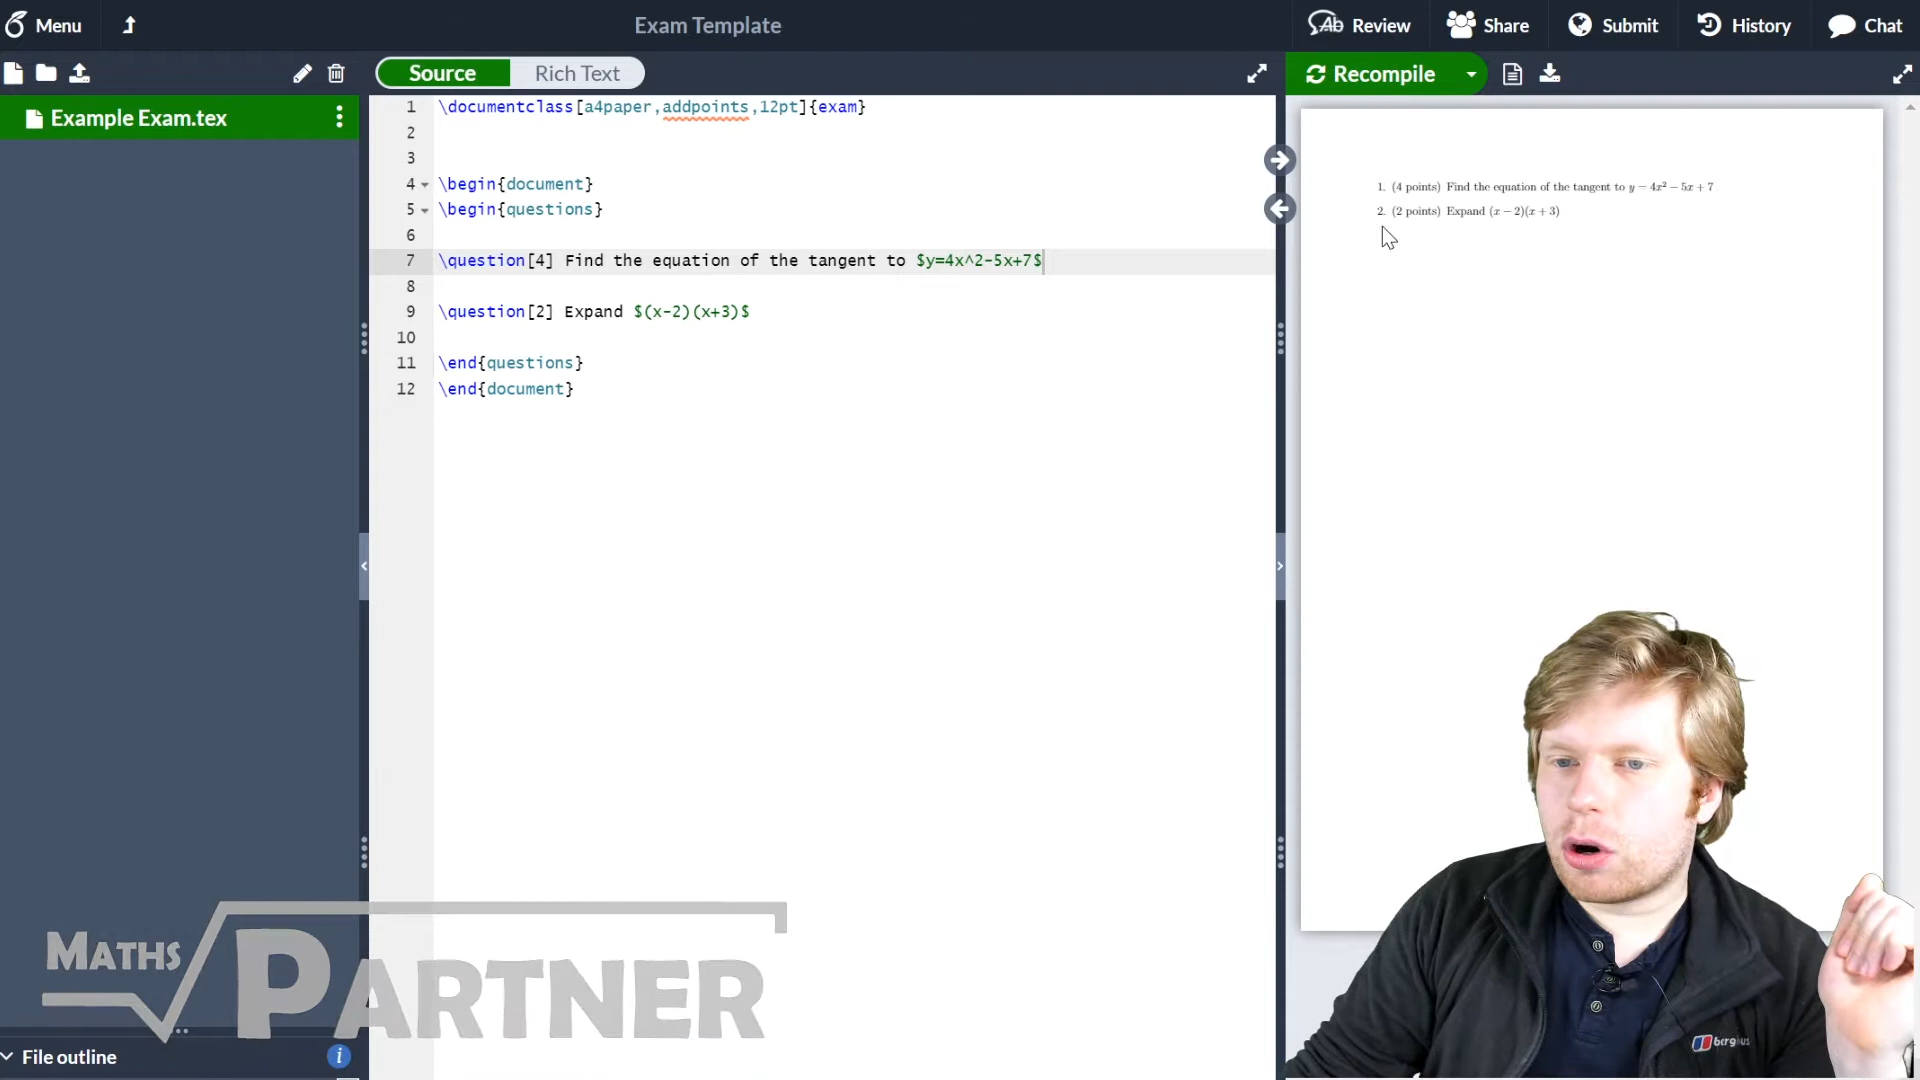 Menu
Exam Template
Review
Share
Submit
History
Chat
Source
Rich Text
Recompile
Example Exam.tex
1 \documentclass[a4paper,addpoints,12pt]{exam}
2
3
4 \begin{document}
5 \begin{questions}
6
7 \question[4] Find the equation of the tangent to $y=4x^2-5x+7$
8
9 \question[2] Expand $(x-2)(x+3)$
10
11 \end{questions}
12 \end{document}
1. (4 points) Find the equation of the tangent to y = 4x² − 5x + 7
2. (2 points) Expand (x − 2)(x + 3)
MATHS PARTNER
File outline
berghaus